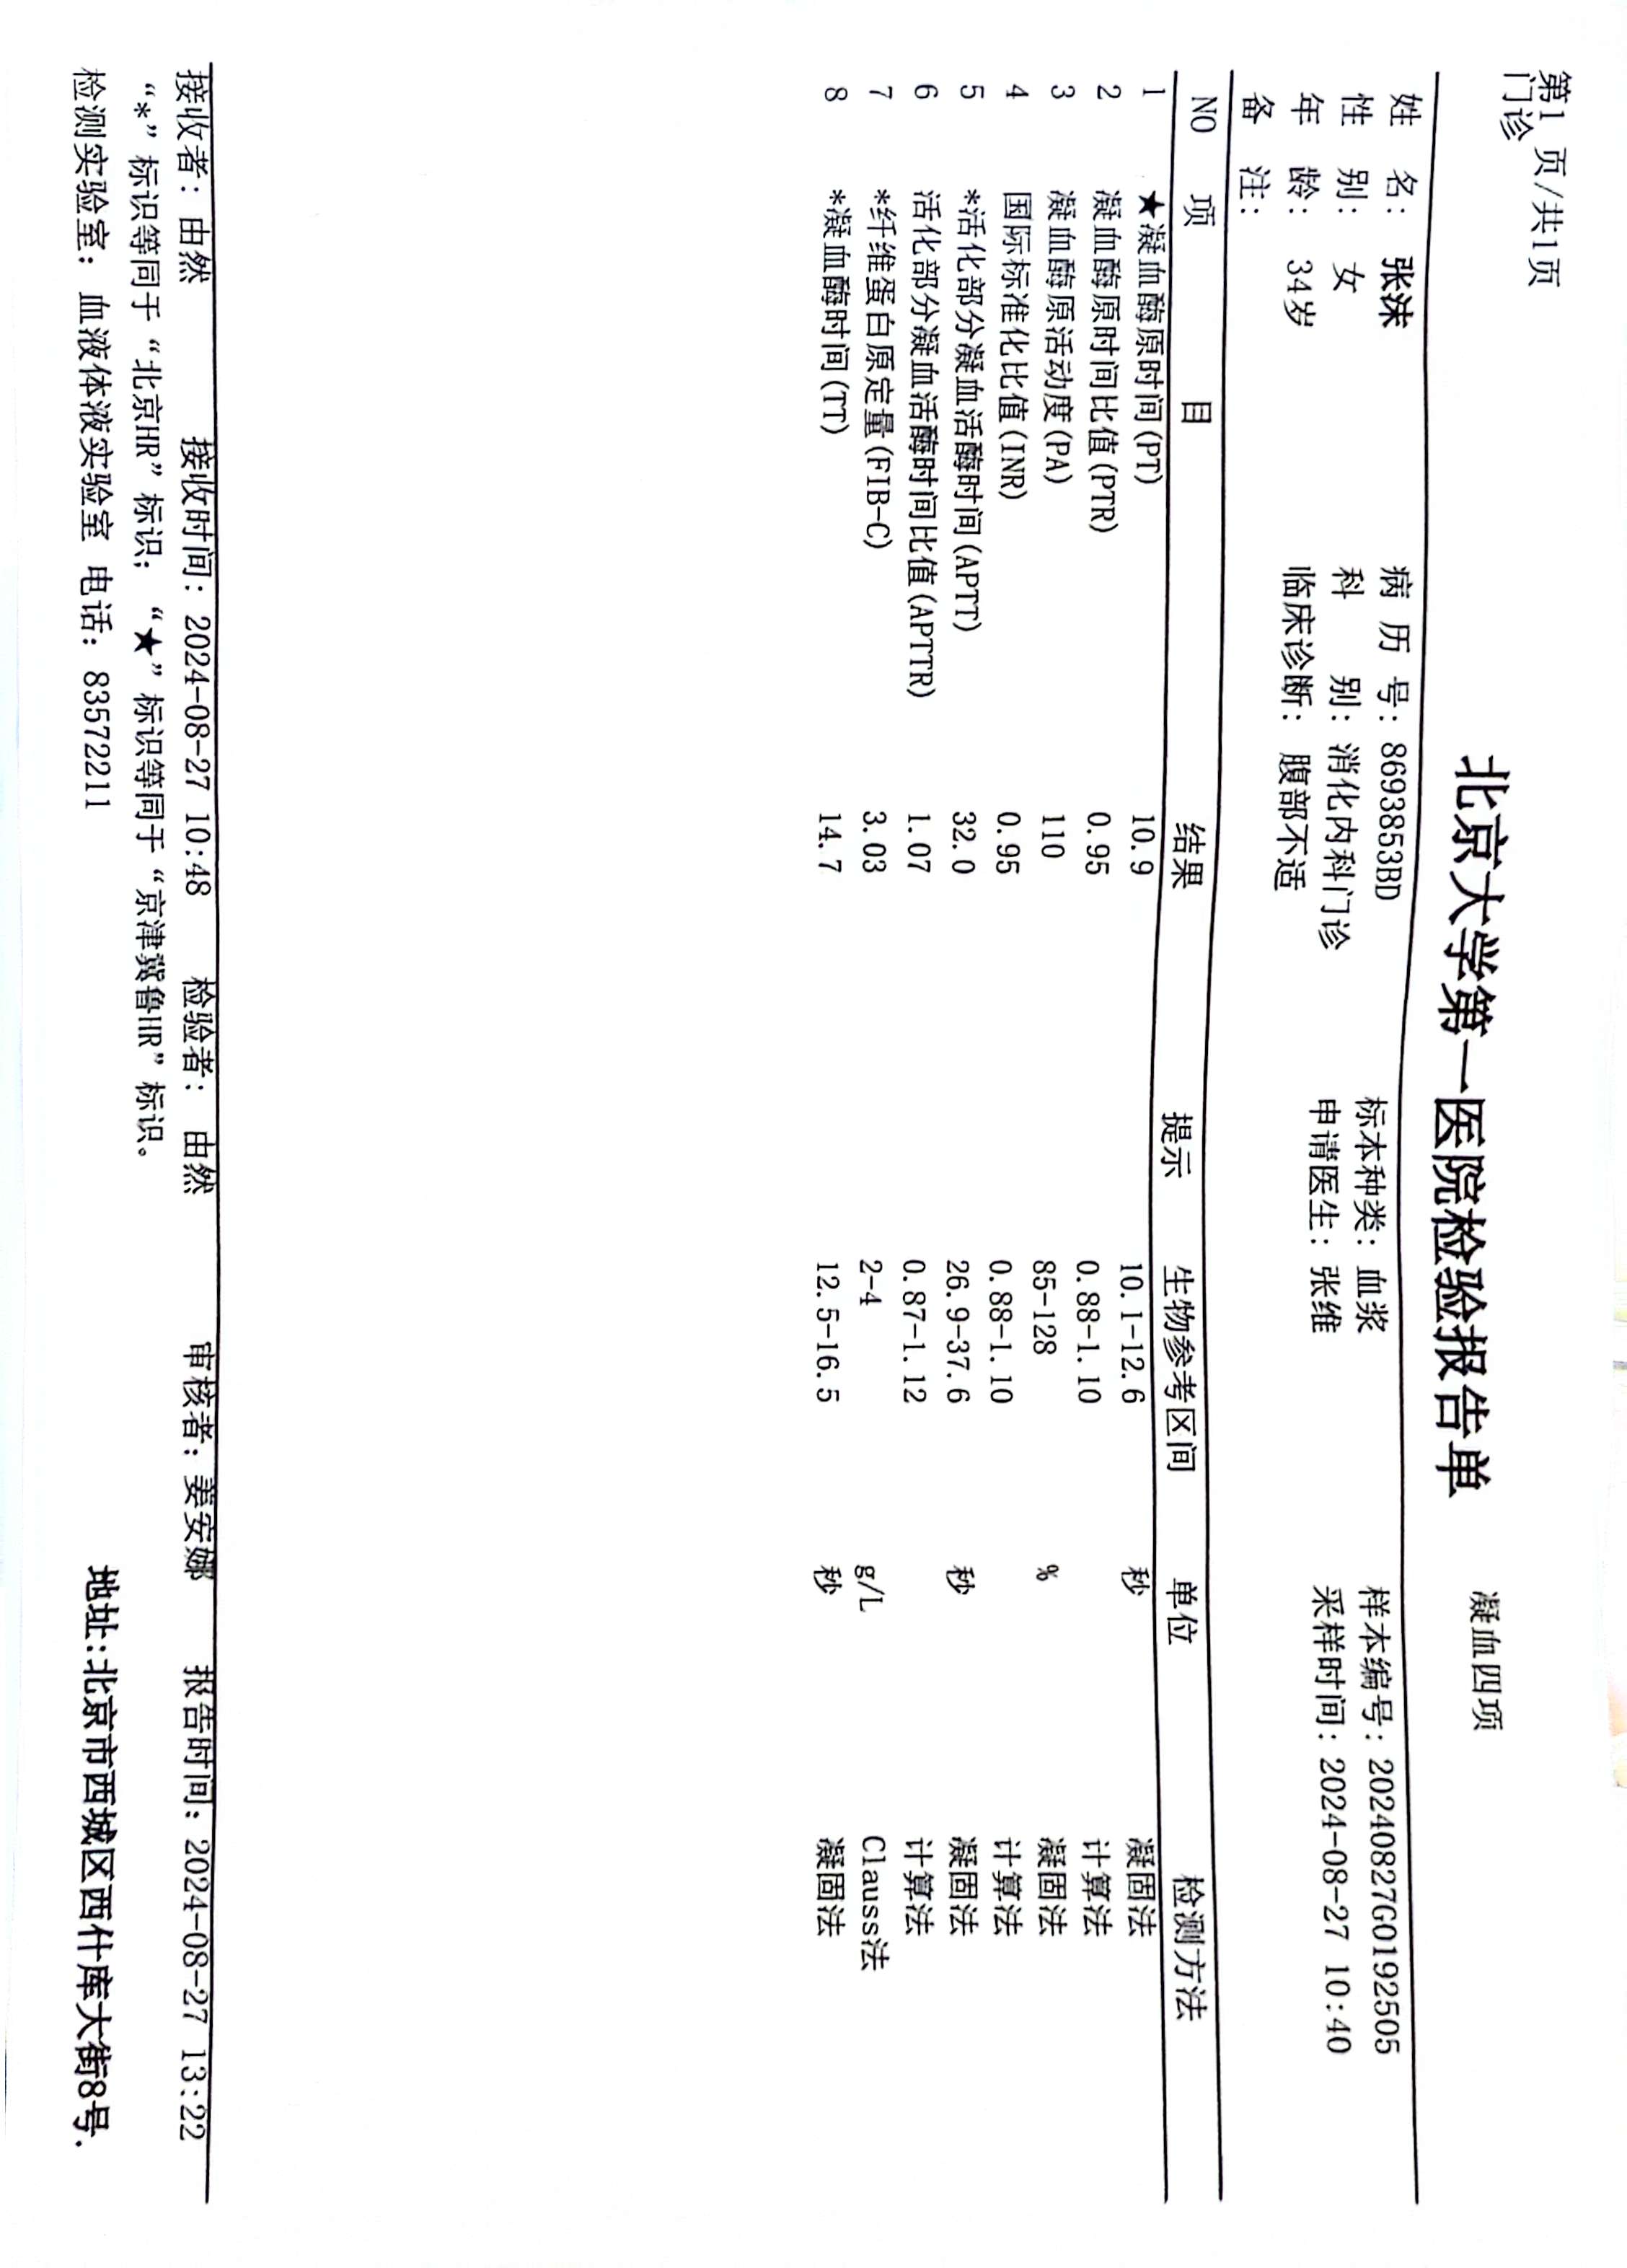 第1 页/共1页
门诊
北京大学第一医院检验报告单 凝血四项
姓 名: 张沫 病 历 号: 86938538BD 标本种类: 血浆 样本编号: 20240827G0192505
性 别: 女 科 别: 消化内科门诊 申请医生: 张维 采样时间: 2024-08-27 10:40
年 龄: 34岁 临床诊断: 腹部不适
备 注:
NO 项 目 结果 提示 生物参考区间 单位 检测方法
1 ★凝血酶原时间(PT) 10.9 10.1-12.6 秒 凝固法
2 凝血酶原时间比值(PTR) 0.95 0.88-1.10 计算法
3 凝血酶原活动度(PA) 110 85-128 % 凝固法
4 国际标准化比值(INR) 0.95 0.88-1.10 计算法
5 *活化部分凝血活酶时间(APTT) 32.0 26.9-37.6 秒 凝固法
6 活化部分凝血活酶时间比值(APTTR) 1.07 0.87-1.12 计算法
7 *纤维蛋白原定量(FIB-C) 3.03 2-4 g/L Clauss法
8 *凝血酶时间(TT) 14.7 12.5-16.5 秒 凝固法
接收者: 由然 接收时间: 2024-08-27 10:48 检验者: 由然 审核者: 姜安娜 报告时间: 2024-08-27 13:22
“*”标识等同于“北京HR”标识; “★”标识等同于“京津冀鲁HR”标识。
检测实验室: 血液体液实验室 电话: 83572211 地址:北京市西城区西什库大街8号.